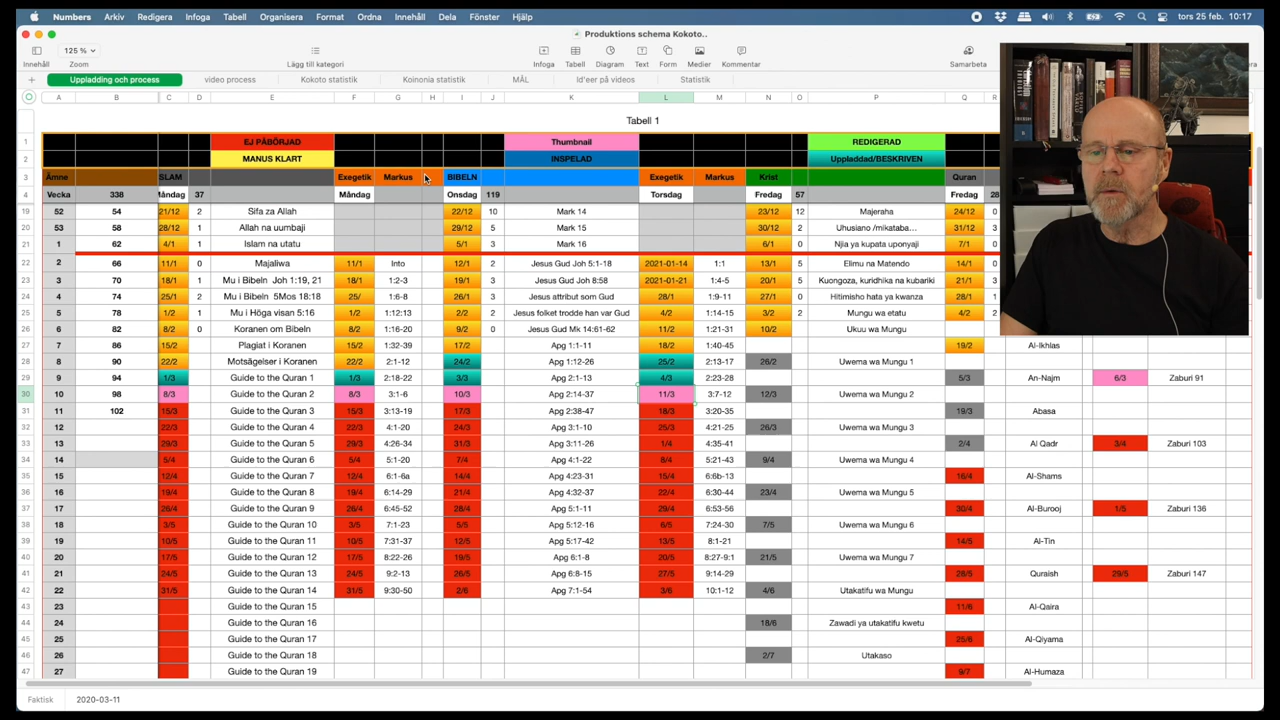 Numbers Arkiv Redigera Infoga Tabell Organisera Format Ordna Innehåll Dela Fönster Hjälp tors 25 feb. 10:17
Produktions schema Kokoto..
125 %
Innehåll Zoom Lägg till kategori Infoga Tabell Diagram Text Form Medier Kommentar Samarbeta
Uppladding och process video process Kokoto statistik Koinonia statistik MÅL Id'eer på videos Statistik
A B C D E F G H I J K L M N O P Q R
Tabell 1
1 EJ PÅBÖRJAD Thumbnail REDIGERAD
2 MANUS KLART INSPELAD Uppladdad/BESKRIVEN
3 Ämne SLAM Exegetik Markus BIBELN Exegetik Markus Krist Quran
4 Vecka 338 Måndag 37 Måndag Onsdag 119 Torsdag Fredag 57 Fredag 28
19 52 54 21/12 2 Sifa za Allah 22/12 10 Mark 14 23/12 12 Majeraha 24/12 0
20 53 58 28/12 1 Allah na uumbaji 29/12 5 Mark 15 30/12 2 Uhusiano /mikataba… 31/12 3
21 1 62 4/1 1 Islam na utatu 5/1 3 Mark 16 6/1 0 Njia ya kupata uponyaji 7/1 0
22 2 66 11/1 0 Majaliwa 11/1 Into 12/1 2 Jesus Gud Joh 5:1-18 2021-01-14 1:1 13/1 5 Elimu na Matendo 14/1 0
23 3 70 18/1 1 Mu i Bibeln Joh 1:19, 21 18/1 1:2-3 19/1 3 Jesus Gud Joh 8:58 2021-01-21 1:4-5 20/1 5 Kuongoza, kuridhika na kubariki 21/1 3
24 4 74 25/1 2 Mu i Bibeln 5Mos 18:18 25/ 1:6-8 26/1 3 Jesus attribut som Gud 28/1 1:9-11 27/1 0 Hitimisho hata ya kwanza 28/1 1
25 5 78 1/2 1 Mu i Höga visan 5:16 1/2 1:12:13 2/2 2 Jesus folket trodde han var Gud 4/2 1:14-15 3/2 2 Mungu wa etatu 4/2 2
26 6 82 8/2 0 Koranen om Bibeln 8/2 1:16-20 9/2 0 Jesus Gud Mk 14:61-62 11/2 1:21-31 10/2 Ukuu wa Mungu
27 7 86 15/2 Plagiat i Koranen 15/2 1:32-39 17/2 Apg 1:1-11 18/2 1:40-45 19/2 Al-Ikhlas
28 8 90 22/2 Motsägelser i Koranen 22/2 2:1-12 24/2 Apg 1:12-26 25/2 2:13-17 26/2 Uwema wa Mungu 1
29 9 94 1/3 Guide to the Quran 1 1/3 2:18-22 3/3 Apg 2:1-13 4/3 2:23-28 5/3 An-Najm 6/3 Zaburi 91
30 10 98 8/3 Guide to the Quran 2 8/3 3:1-6 10/3 Apg 2:14-37 11/3 3:7-12 12/3 Uwema wa Mungu 2
31 11 102 15/3 Guide to the Quran 3 15/3 3:13-19 17/3 Apg 2:38-47 18/3 3:20-35 19/3 Abasa
32 12 22/3 Guide to the Quran 4 22/3 4:1-20 24/3 Apg 3:1-10 25/3 4:21-25 26/3 Uwema wa Mungu 3
33 13 29/3 Guide to the Quran 5 29/3 4:26-34 31/3 Apg 3:11-26 1/4 4:35-41 2/4 Al Qadr 3/4 Zaburi 103
34 14 5/4 Guide to the Quran 6 5/4 5:1-20 7/4 Apg 4:1-22 8/4 5:21-43 9/4 Uwema wa Mungu 4
35 15 12/4 Guide to the Quran 7 12/4 6:1-6a 14/4 Apg 4:23-31 15/4 6:6b-13 16/4 Al-Shams
36 16 19/4 Guide to the Quran 8 19/4 6:14-29 21/4 Apg 4:32-37 22/4 6:30-44 23/4 Uwema wa Mungu 5
37 17 26/4 Guide to the Quran 9 26/4 6:45-52 28/4 Apg 5:1-11 29/4 6:53-56 30/4 Al-Burooj 1/5 Zaburi 136
38 18 3/5 Guide to the Quran 10 3/5 7:1-23 5/5 Apg 5:12-16 6/5 7:24-30 7/5 Uwema wa Mungu 6
39 19 10/5 Guide to the Quran 11 10/5 7:31-37 12/5 Apg 5:17-42 13/5 8:1-21 14/5 Al-Tin
40 20 17/5 Guide to the Quran 12 17/5 8:22-26 19/5 Apg 6:1-8 20/5 8:27-9:1 21/5 Uwema wa Mungu 7
41 21 24/5 Guide to the Quran 13 24/5 9:2-13 26/5 Apg 6:8-15 27/5 9:14-29 28/5 Quraish 29/5 Zaburi 147
42 22 31/5 Guide to the Quran 14 31/5 9:30-50 2/6 Apg 7:1-54 3/6 10:1-12 4/6 Utakatifu wa Mungu
43 23 Guide to the Quran 15 11/6 Al-Qaira
44 24 Guide to the Quran 16 18/6 Zawadi ya utakatifu kwetu
45 25 Guide to the Quran 17 25/6 Al-Qiyama
46 26 Guide to the Quran 18 2/7 Utakaso
47 27 Guide to the Quran 19 9/7 Al-Humaza
Faktisk 2020-03-11